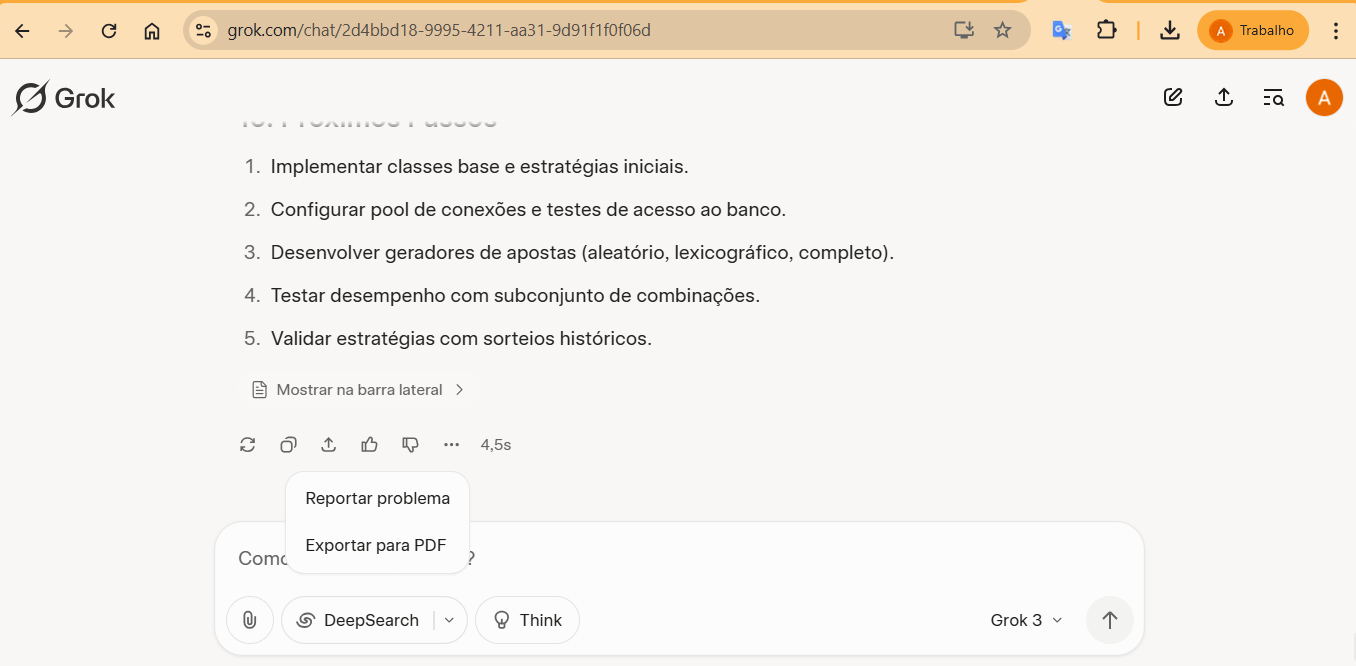 grok.com/chat/2d4bbd18-9995-4211-aa31-9d91f1f0f06d
A Trabalho
Grok
A
10. Próximos Passos
1. Implementar classes base e estratégias iniciais.
2. Configurar pool de conexões e testes de acesso ao banco.
3. Desenvolver geradores de apostas (aleatório, lexicográfico, completo).
4. Testar desempenho com subconjunto de combinações.
5. Validar estratégias com sorteios históricos.
Mostrar na barra lateral
4,5s
Reportar problema
Exportar para PDF
?
DeepSearch
Think
Grok 3